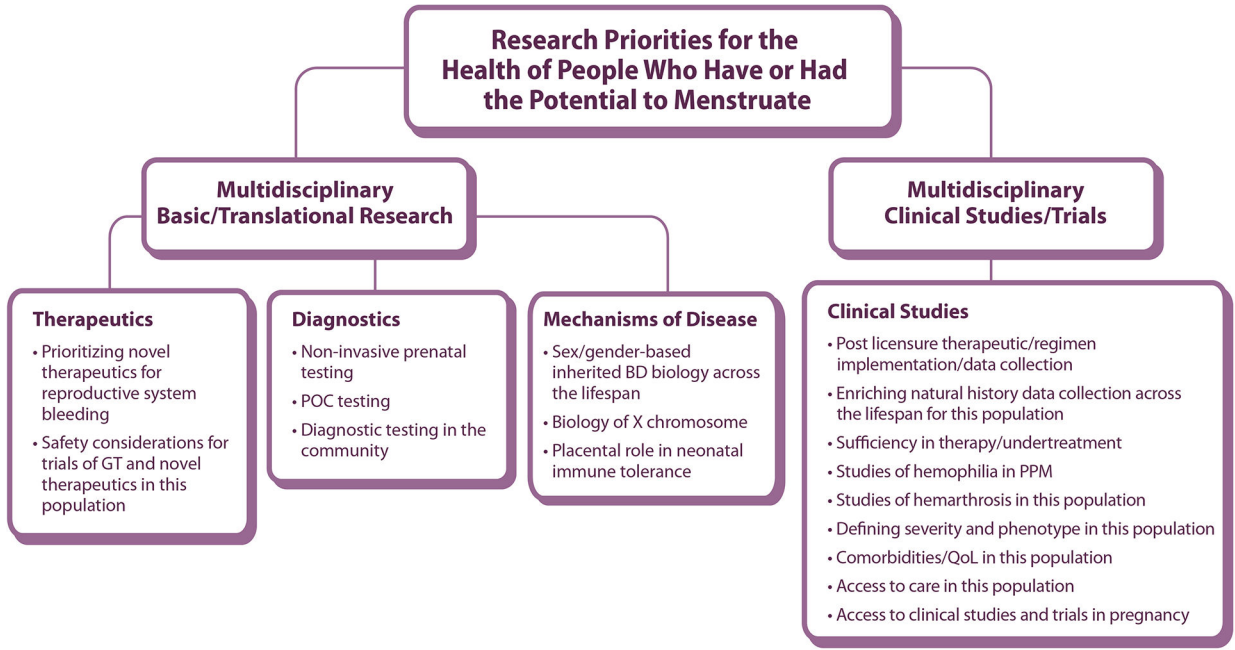 Research Priorities for the
Health of People Who Have or Had
the Potential to Menstruate
Multidisciplinary
Basic/Translational Research
Multidisciplinary
Clinical Studies/Trials
Therapeutics
• Prioritizing novel
therapeutics for
reproductive system
bleeding
• Safety considerations for
trials of GT and novel
therapeutics in this
population
Diagnostics
• Non-invasive prenatal
testing
• POC testing
• Diagnostic testing in the
community
Mechanisms of Disease
• Sex/gender-based
inherited BD biology across
the lifespan
• Biology of X chromosome
• Placental role in neonatal
immune tolerance
Clinical Studies
• Post licensure therapeutic/regimen
implementation/data collection
• Enriching natural history data collection across
the lifespan for this population
• Sufficiency in therapy/undertreatment
• Studies of hemophilia in PPM
• Studies of hemarthrosis in this population
• Defining severity and phenotype in this population
• Comorbidities/QoL in this population
• Access to care in this population
• Access to clinical studies and trials in pregnancy